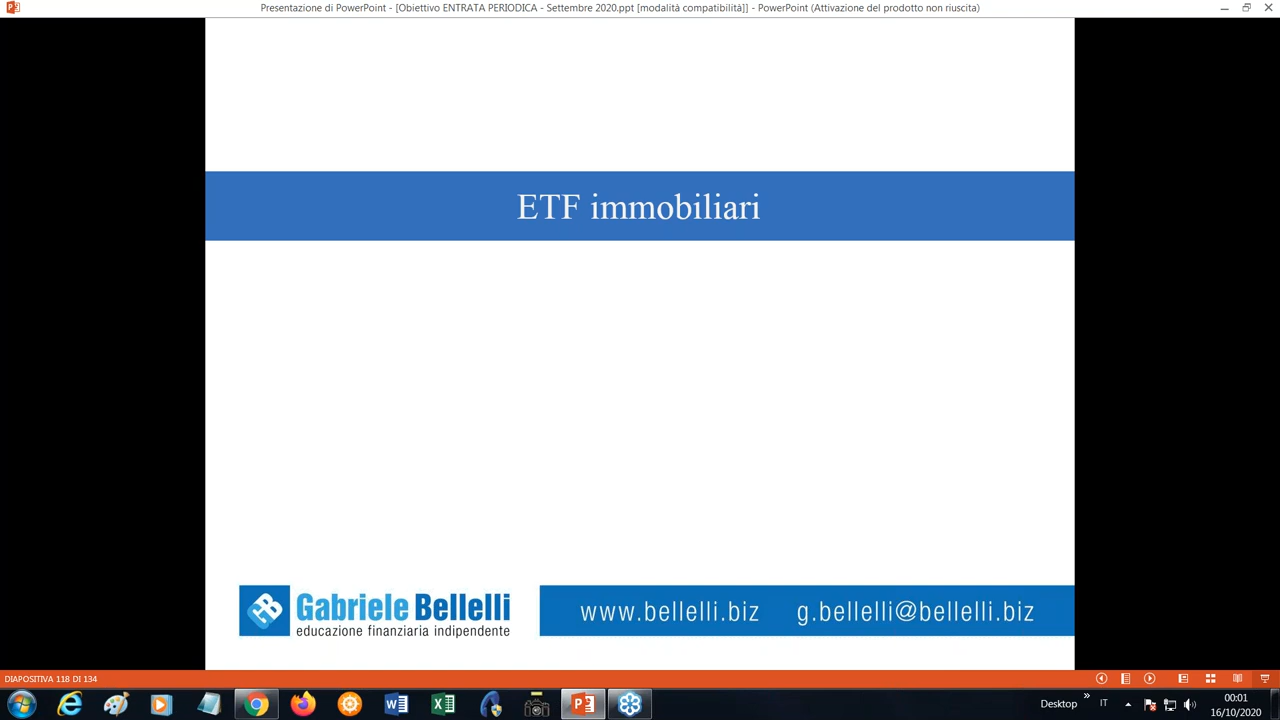 Presentazione di PowerPoint - [Obiettivo ENTRATA PERIODICA - Settembre 2020.ppt [modalità compatibilità]] - PowerPoint (Attivazione del prodotto non riuscita)
ETF immobiliari
Gabriele Bellelli
educazione finanziaria indipendente
www.bellelli.biz g.bellelli@bellelli.biz
DIAPOSITIVA 118 DI 134
Desktop
IT
00:01
16/10/2020